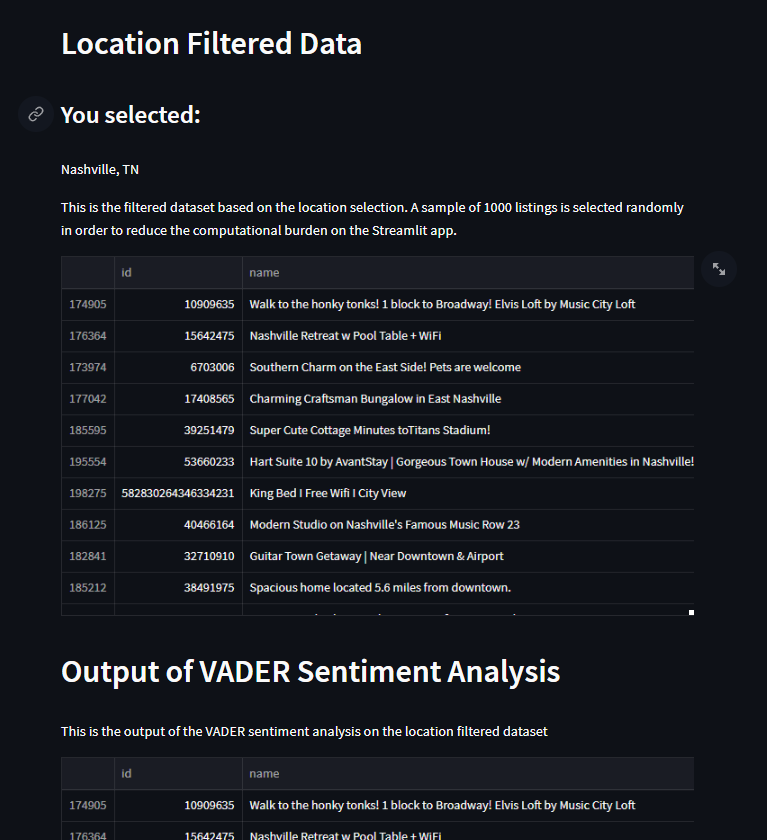 Location Filtered Data
You selected:
Nashville, TN
This is the filtered dataset based on the location selection. A sample of 1000 listings is selected randomly
in order to reduce the computational burden on the Streamlit app.
id name
174905 10909635 Walk to the honky tonks! 1 block to Broadway! Elvis Loft by Music City Loft
176364 15642475 Nashville Retreat w Pool Table + WiFi
173974 6703006 Southern Charm on the East Side! Pets are welcome
177042 17408565 Charming Craftsman Bungalow in East Nashville
185595 39251479 Super Cute Cottage Minutes toTitans Stadium!
195554 53660233 Hart Suite 10 by AvantStay | Gorgeous Town House w/ Modern Amenities in Nashville!
198275 582830264346334231 King Bed I Free Wifi I City View
186125 40466164 Modern Studio on Nashville's Famous Music Row 23
182841 32710910 Guitar Town Getaway | Near Downtown & Airport
185212 38491975 Spacious home located 5.6 miles from downtown.
Output of VADER Sentiment Analysis
This is the output of the VADER sentiment analysis on the location filtered dataset
id name
174905 10909635 Walk to the honky tonks! 1 block to Broadway! Elvis Loft by Music City Loft
176364 15642475 Nashville Retreat w Pool Table + WiFi